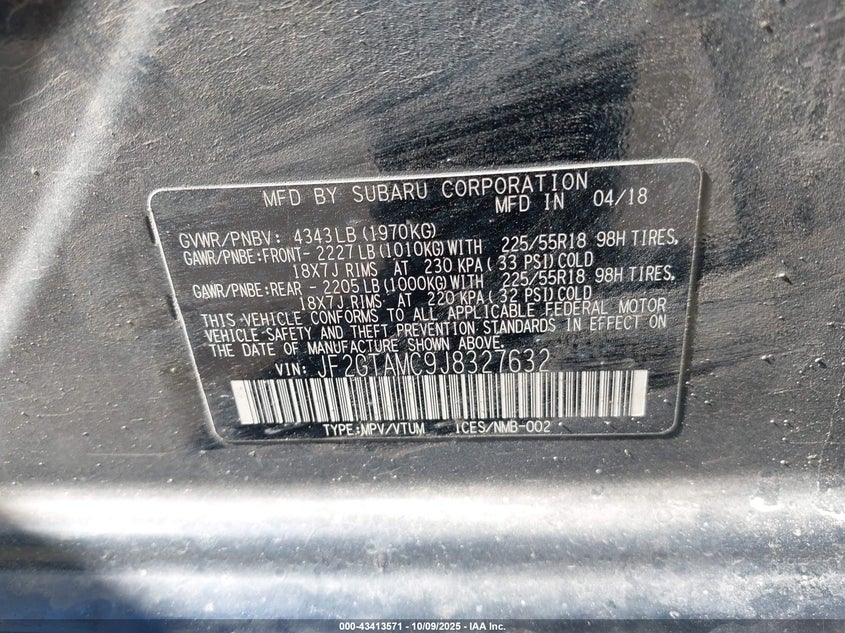 MFD BY SUBARU CORPORATION
MFD IN 04/18
GVWR/PNBV: 4343LB(1970KG)
GAWR/PNBE:FRONT- 2227LB(1010KG)WITH 225/55R18 98H TIRES,
18X7J RIMS AT 230 KPA(33 PSI)COLD
GAWR/PNBE:REAR - 2205LB(1000KG)WITH 225/55R18 98H TIRES,
18X7J RIMS AT 220 KPA(32 PSI)COLD
THIS VEHICLE CONFORMS TO ALL APPLICABLE FEDERAL MOTOR
VEHICLE SAFETY AND THEFT PREVENTION STANDARDS IN EFFECT ON
THE DATE OF MANUFACTURE SHOWN ABOVE.
VIN: JF2GTAMC9J8327632
TYPE:MPV/VTUM ICES/NMB-002
000-43413571 - 10/09/2025 - IAA Inc.